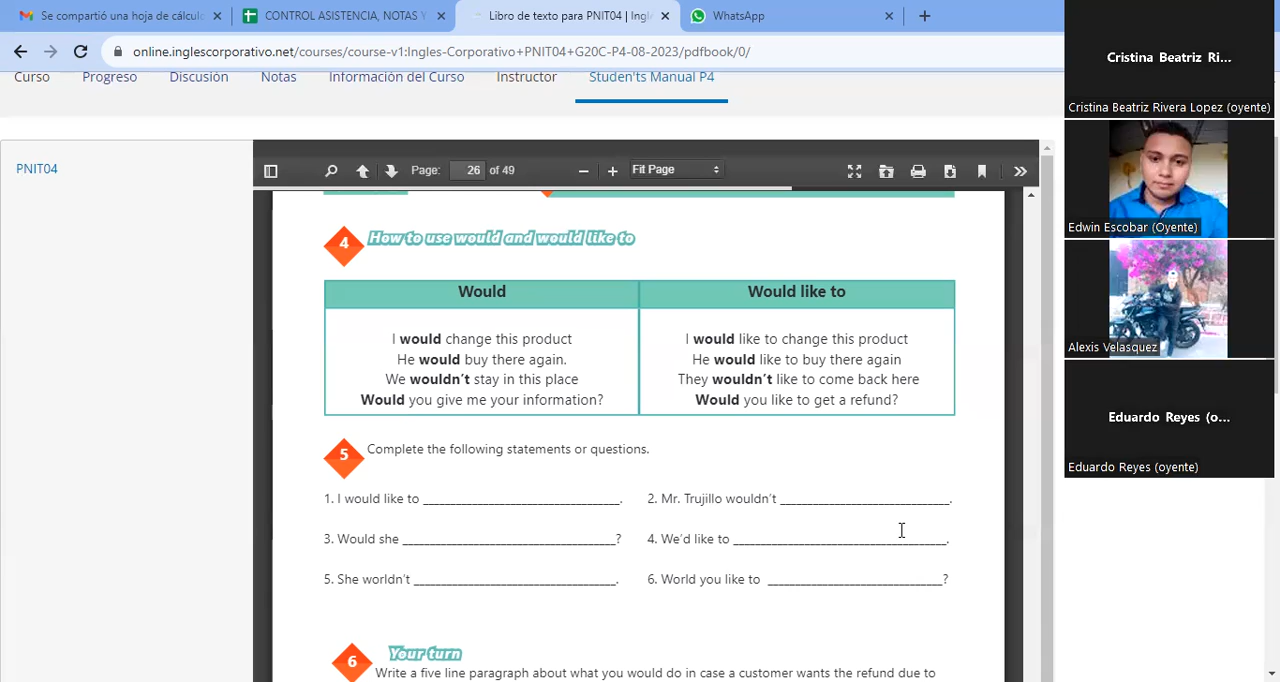 Se compartió una hoja de cálcul
CONTROL ASISTENCIA, NOTAS Y
Libro de texto para PNIT04 | Ingl
WhatsApp
online.inglescorporativo.net/courses/course-v1:Ingles-Corporativo+PNIT04+G20C-P4-08-2023/pdfbook/0/
Curso
Progreso
Discusión
Notas
Información del Curso
Instructor
Studen'ts Manual P4
PNIT04
Page: 26 of 49
Fit Page
4 How to use would and would like to
Would
Would like to
I would change this product
He would buy there again.
We wouldn't stay in this place
Would you give me your information?
I would like to change this product
He would like to buy there again
They wouldn't like to come back here
Would you like to get a refund?
5 Complete the following statements or questions.
1. I would like to ______________________________.
2. Mr. Trujillo wouldn't __________________________.
3. Would she ________________________________?
4. We'd like to ________________________________.
5. She worldn't ______________________________.
6. World you like to __________________________?
6 Your turn
Write a five line paragraph about what you would do in case a customer wants the refund due to
Cristina Beatriz Ri...
Cristina Beatriz Rivera Lopez (oyente)
Edwin Escobar (Oyente)
Alexis Velasquez
Eduardo Reyes (o...
Eduardo Reyes (oyente)